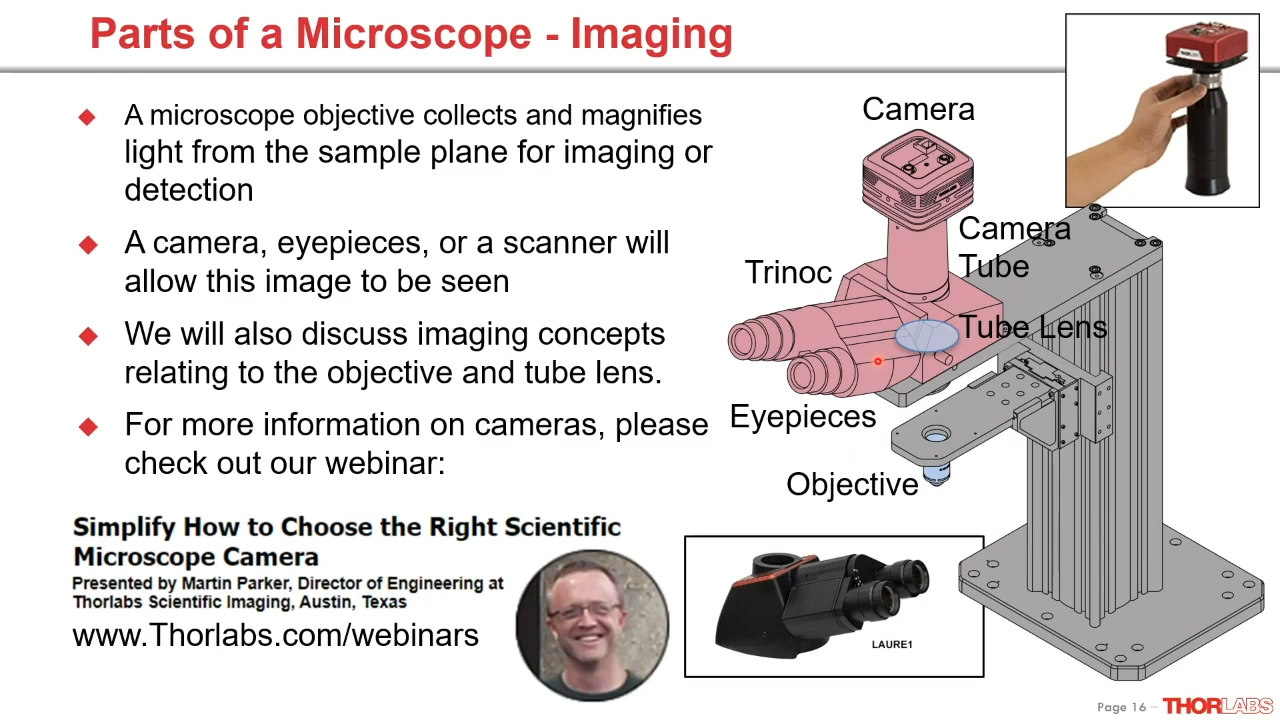 Parts of a Microscope - Imaging
A microscope objective collects and magnifies
light from the sample plane for imaging or
detection
A camera, eyepieces, or a scanner will
allow this image to be seen
We will also discuss imaging concepts
relating to the objective and tube lens.
For more information on cameras, please
check out our webinar:
Simplify How to Choose the Right Scientific
Microscope Camera
Presented by Martin Parker, Director of Engineering at
Thorlabs Scientific Imaging, Austin, Texas
www.Thorlabs.com/webinars
Camera
Camera
Tube
Trinoc
Tube Lens
Eyepieces
Objective
LAURE1
Page 16 –
THORLABS